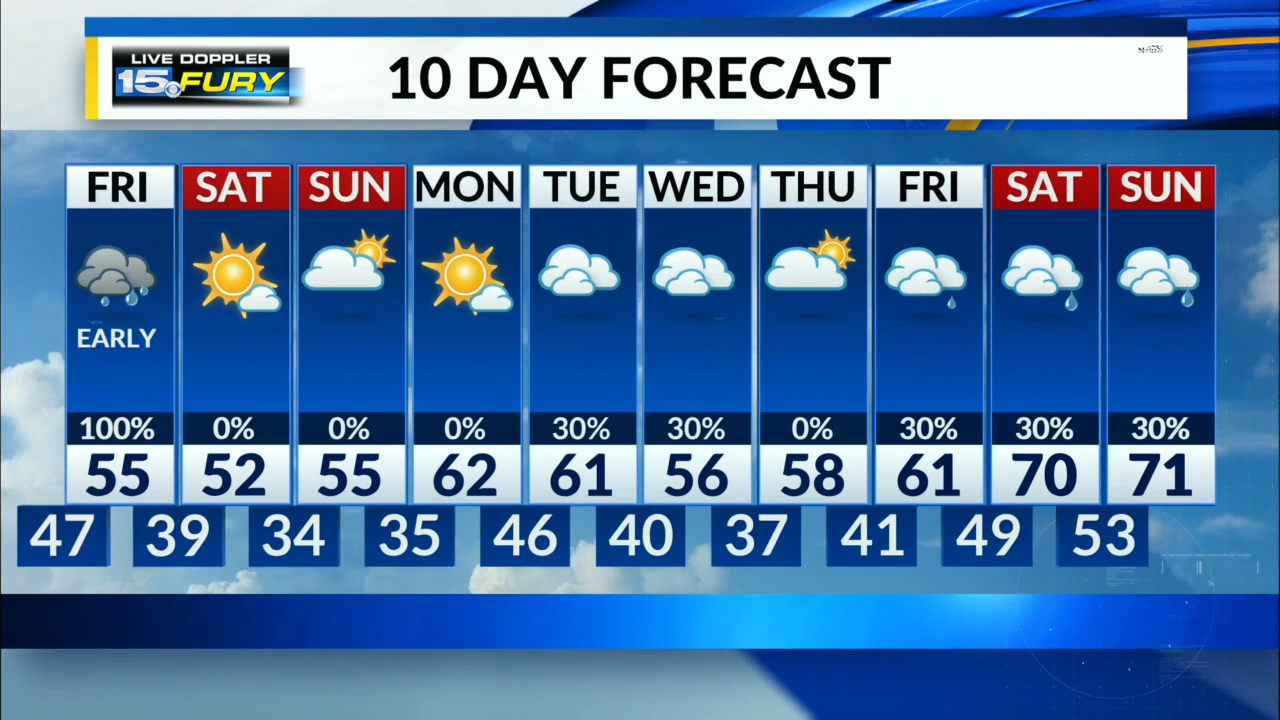 LIVE DOPPLER
15 FURY
10 DAY FORECAST
FRI SAT SUN MON TUE WED THU FRI SAT SUN
EARLY
100% 0% 0% 0% 30% 30% 0% 30% 30% 30%
55 52 55 62 61 56 58 61 70 71
47 39 34 35 46 40 37 41 49 53